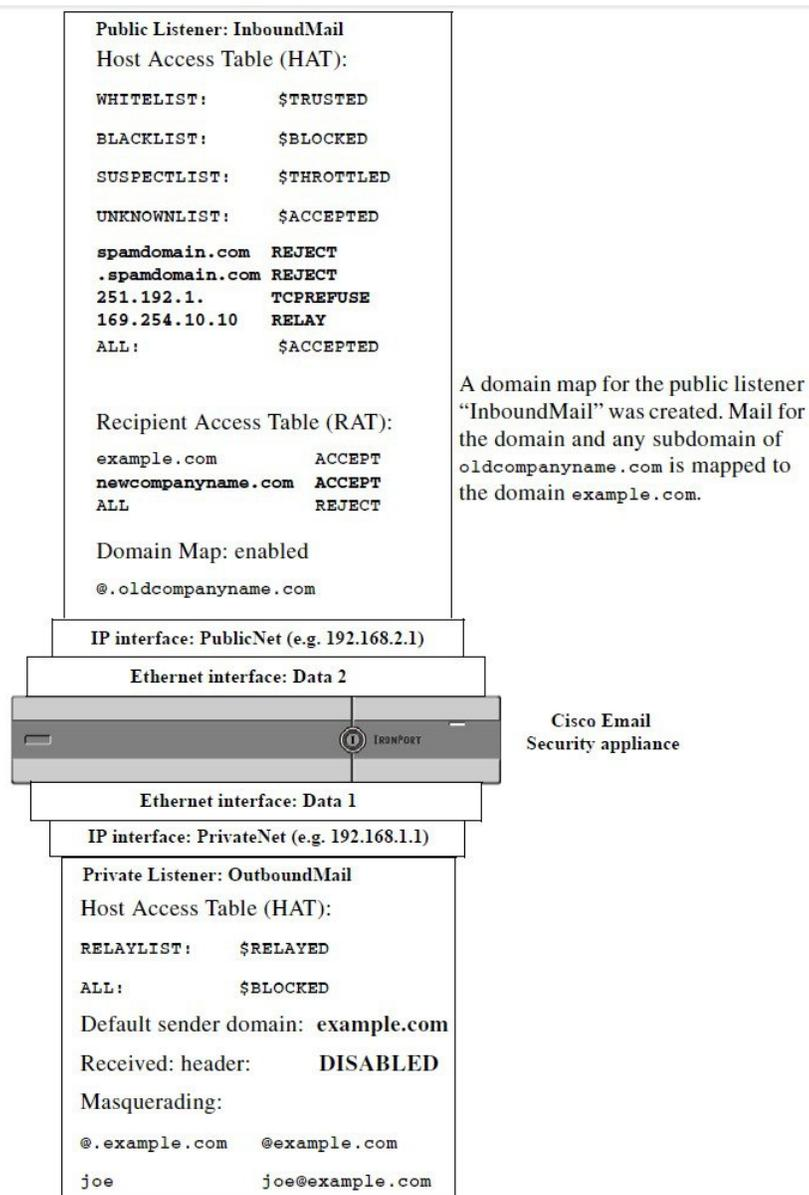 Public Listener: InboundMail
Host Access Table (HAT):
WHITELIST: $TRUSTED
BLACKLIST: $BLOCKED
SUSPECTLIST: $THROTTLED
UNKNOWNLIST: $ACCEPTED
spamdomain.com REJECT
.spamdomain.com REJECT
251.192.1. TCPREFUSE
169.254.10.10 RELAY
ALL: $ACCEPTED
Recipient Access Table (RAT):
example.com ACCEPT
newcompanyname.com ACCEPT
ALL REJECT
Domain Map: enabled
@.oldcompanyname.com
A domain map for the public listener
“InboundMail” was created. Mail for
the domain and any subdomain of
oldcompanyname.com is mapped to
the domain example.com.
IP interface: PublicNet (e.g. 192.168.2.1)
Ethernet interface: Data 2
IRONPORT
Cisco Email
Security appliance
Ethernet interface: Data 1
IP interface: PrivateNet (e.g. 192.168.1.1)
Private Listener: OutboundMail
Host Access Table (HAT):
RELAYLIST: $RELAYED
ALL: $BLOCKED
Default sender domain: example.com
Received: header: DISABLED
Masquerading:
@.example.com @example.com
joe joe@example.com